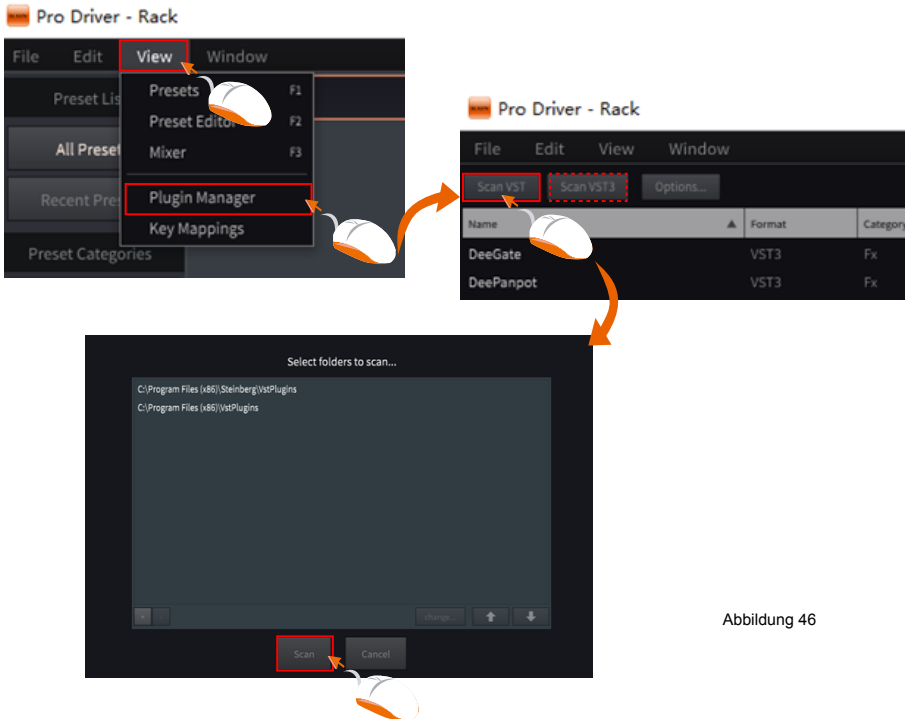 Pro Driver - Rack
File Edit View Window
Preset Lis
Presets F1
Preset Editor F2
All Preset
Mixer F3
Recent Pre
Plugin Manager
Key Mappings
Preset Categories
Pro Driver - Rack
File Edit View Window
Scan VST Scan VST3 Options...
Name Format Category
DeeGate VST3 Fx
DeePanpot VST3 Fx
Select folders to scan...
C:\Program Files (x86)\Steinberg\VstPlugins
C:\Program Files (x86)\VstPlugins
+ - change...
Scan Cancel
Abbildung 46